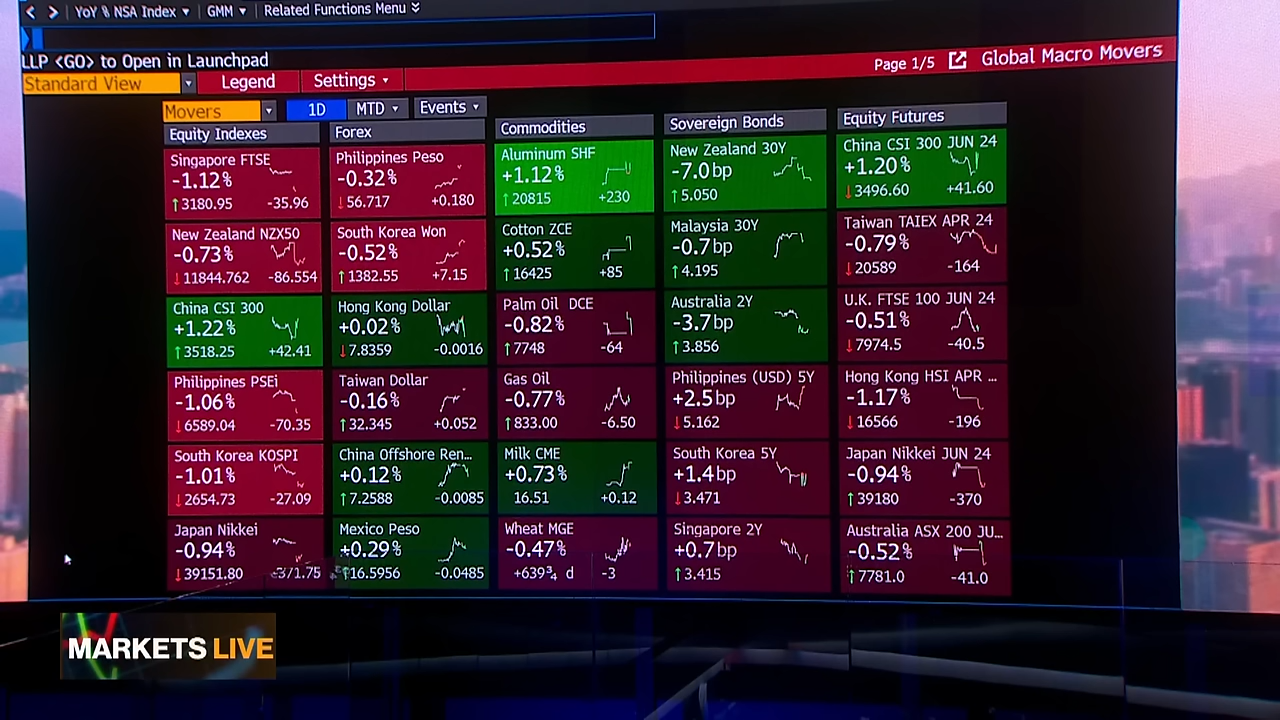 YoY % NSA Index GMM Related Functions Menu
LLP <GO> to Open in Launchpad
Page 1/5 Global Macro Movers
Standard View Legend Settings
Movers 1D MTD Events
Equity Indexes
Singapore FTSE
-1.12%
↑3180.95 -35.96
New Zealand NZX50
-0.73%
↓11844.762 -86.554
China CSI 300
+1.22%
↑3518.25 +42.41
Philippines PSEi
-1.06%
↓6589.04 -70.35
South Korea KOSPI
-1.01%
↓2654.73 -27.09
Japan Nikkei
-0.94%
↓39151.80 -371.75
Forex
Philippines Peso
-0.32%
↓56.717 +0.180
South Korea Won
-0.52%
↑1382.55 +7.15
Hong Kong Dollar
+0.02%
↓7.8359 -0.0016
Taiwan Dollar
-0.16%
↑32.345 +0.052
China Offshore Ren...
+0.12%
↑7.2588 -0.0085
Mexico Peso
+0.29%
↑16.5956 -0.0485
Commodities
Aluminum SHF
+1.12%
↑20815 +230
Cotton ZCE
+0.52%
↑16425 +85
Palm Oil DCE
-0.82%
↑7748 -64
Gas Oil
-0.77%
↑833.00 -6.50
Milk CME
+0.73%
16.51 +0.12
Wheat MGE
-0.47%
+639¾ d -3
Sovereign Bonds
New Zealand 30Y
-7.0bp
↑5.050
Malaysia 30Y
-0.7bp
↑4.195
Australia 2Y
-3.7bp
↑3.856
Philippines (USD) 5Y
+2.5bp
↓5.162
South Korea 5Y
+1.4bp
↓3.471
Singapore 2Y
+0.7bp
↑3.415
Equity Futures
China CSI 300 JUN 24
+1.20%
↓3496.60 +41.60
Taiwan TAIEX APR 24
-0.79%
↓20589 -164
U.K. FTSE 100 JUN 24
-0.51%
↓7974.5 -40.5
Hong Kong HSI APR ...
-1.17%
↓16566 -196
Japan Nikkei JUN 24
-0.94%
↑39180 -370
Australia ASX 200 JU...
-0.52%
↑7781.0 -41.0
MARKETS LIVE